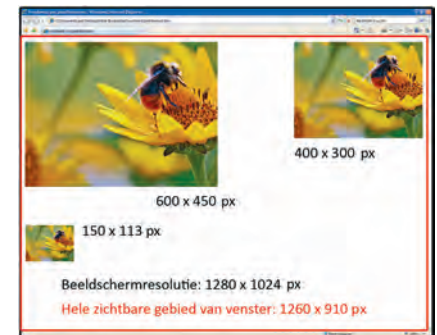 400 x 300 px
600 x 450 px
150 x 113 px
Beeldschermresolutie: 1280 x 1024 px
Hele zichtbare gebied van venster: 1260 x 910 px